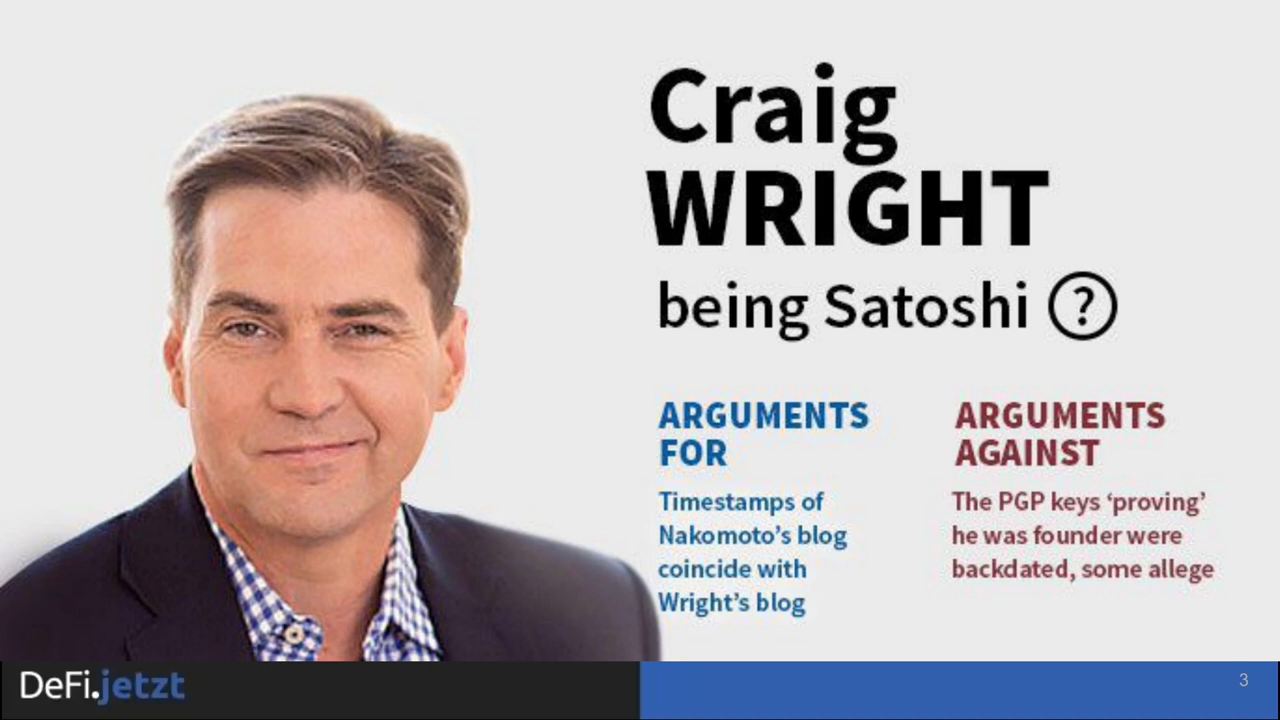 Craig
WRIGHT
being Satoshi ?
ARGUMENTS
FOR
Timestamps of
Nakomoto’s blog
coincide with
Wright’s blog
ARGUMENTS
AGAINST
The PGP keys ‘proving’
he was founder were
backdated, some allege
DeFi.jetzt
3